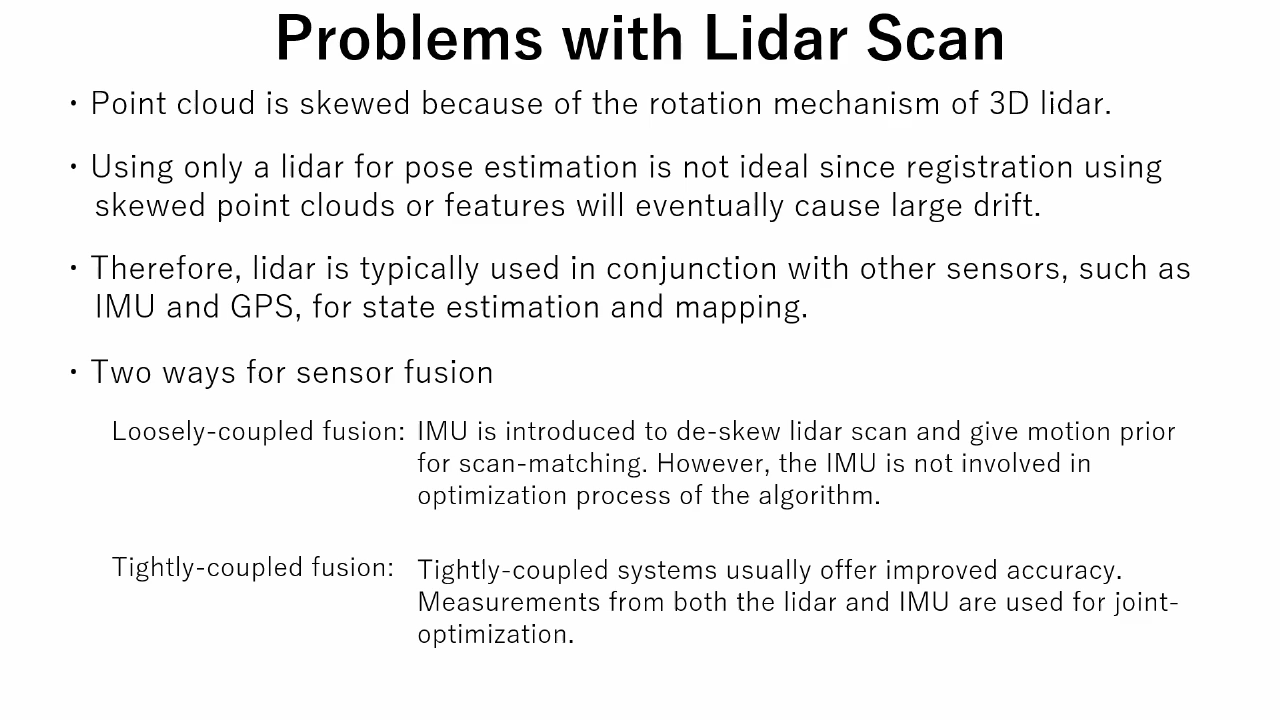 Problems with Lidar Scan
・Point cloud is skewed because of the rotation mechanism of 3D lidar.
・Using only a lidar for pose estimation is not ideal since registration using
skewed point clouds or features will eventually cause large drift.
・Therefore, lidar is typically used in conjunction with other sensors, such as
IMU and GPS, for state estimation and mapping.
・Two ways for sensor fusion
Loosely-coupled fusion: IMU is introduced to de-skew lidar scan and give motion prior
for scan-matching. However, the IMU is not involved in
optimization process of the algorithm.
Tightly-coupled fusion: Tightly-coupled systems usually offer improved accuracy.
Measurements from both the lidar and IMU are used for joint-
optimization.